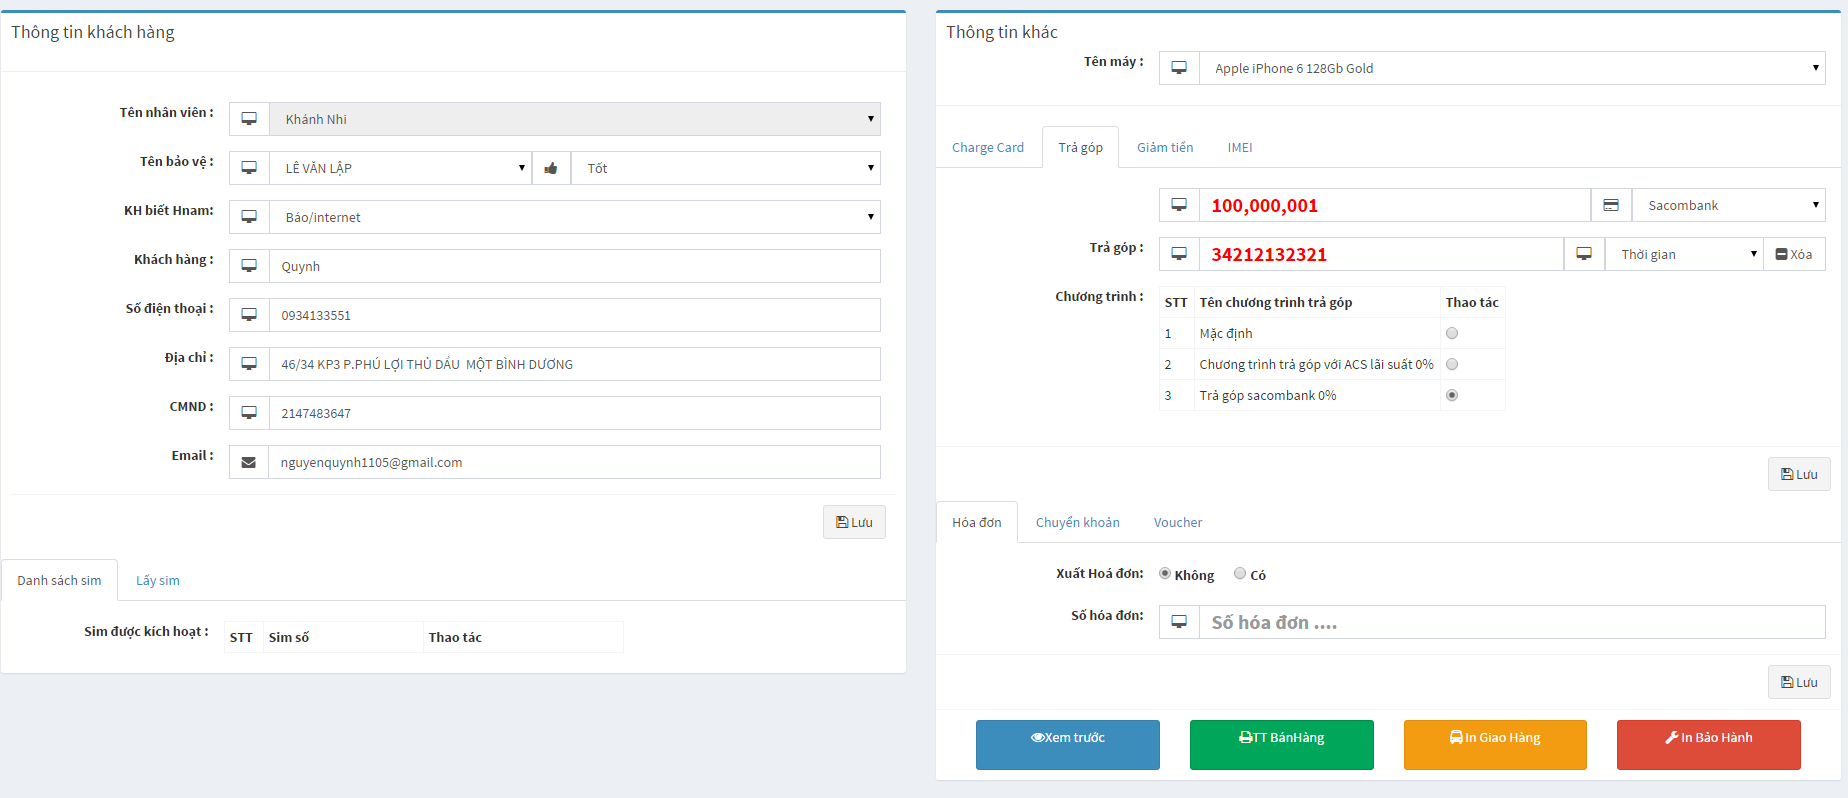 Thông tin khách hàng
Tên nhân viên :
Khánh Nhi
Tên bảo vệ :
LÊ VĂN LẬP
Tốt
KH biết Hnam:
Báo/internet
Khách hàng :
Quynh
Số điện thoại :
0934133551
Địa chỉ :
46/34 KP3 P.PHÚ LỢI THỦ DẦU  MỘT BÌNH DƯƠNG
CMND :
2147483647
Email :
nguyenquynh1105@gmail.com
Lưu
Danh sách sim
Lấy sim
Sim được kích hoạt :
STT Sim số Thao tác
Thông tin khác
Tên máy :
Apple iPhone 6 128Gb Gold
Charge Card
Trả góp
Giảm tiền
IMEI
100,000,001
Sacombank
Trả góp :
34212132321
Thời gian
Xóa
Chương trình :
STT Tên chương trình trả góp Thao tác
1 Mặc định
2 Chương trình trả góp với ACS lãi suất 0%
3 Trả góp sacombank 0%
Lưu
Hóa đơn
Chuyển khoản
Voucher
Xuất Hoá đơn:
Không
Có
Số hóa đơn:
Số hóa đơn ....
Lưu
Xem trước
TT BánHàng
In Giao Hàng
In Bảo Hành